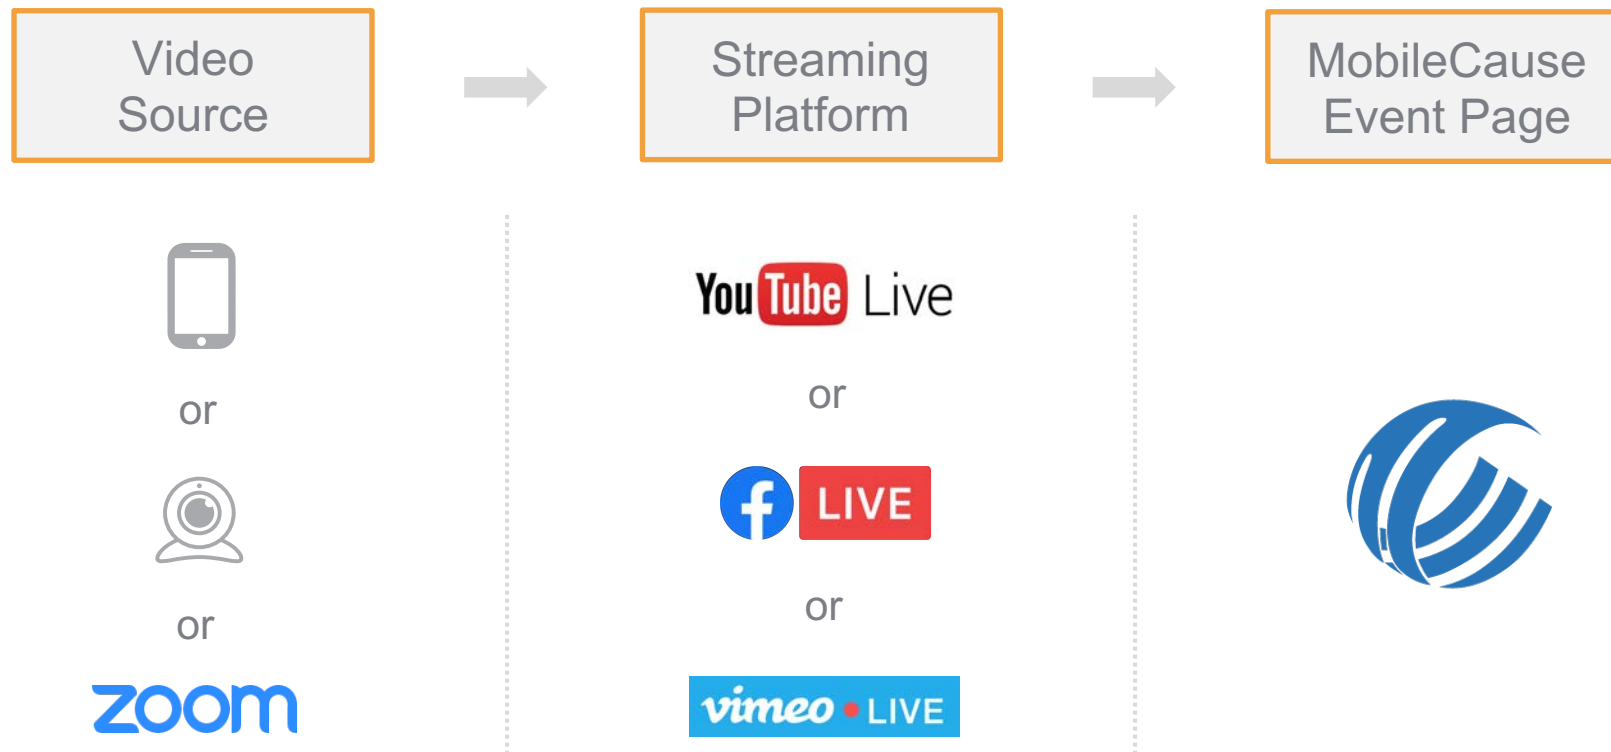 Video
Source
Streaming
Platform
MobileCause
Event Page
or
or
zoom
YouTube Live
or
f LIVE
or
vimeo LIVE